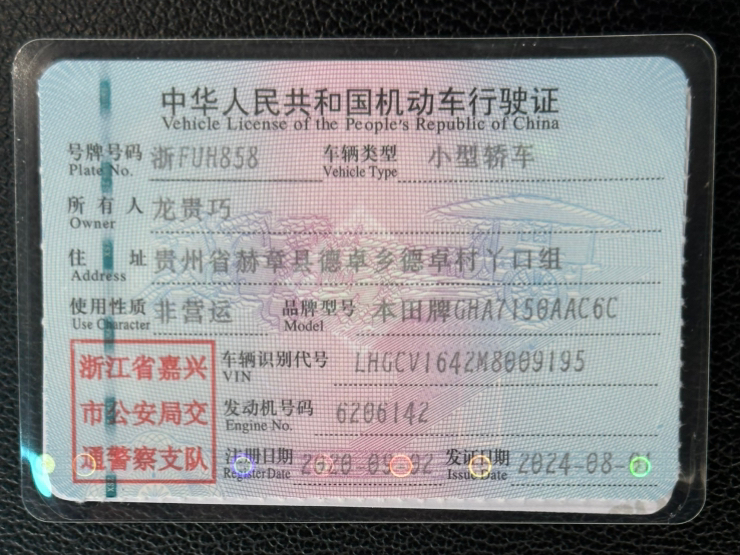 中华人民共和国机动车行驶证
Vehicle License of the People's Republic of China
号牌号码 浙FUH858 车辆类型 小型轿车
Plate No. Vehicle Type
所有人 龙贵巧
Owner
住址 贵州省赫章县德卓乡德卓村丫口组
Address
使用性质 非营运 品牌型号 本田牌GHA7150AAC6C
Use Character Model
浙江省嘉兴
市公安局交
通警察支队
车辆识别代号 LHGCV1642M8009195
VIN
发动机号码 6206142
Engine No.
注册日期 2020-09-02 发证日期 2024-08-
Register Date Issue Date